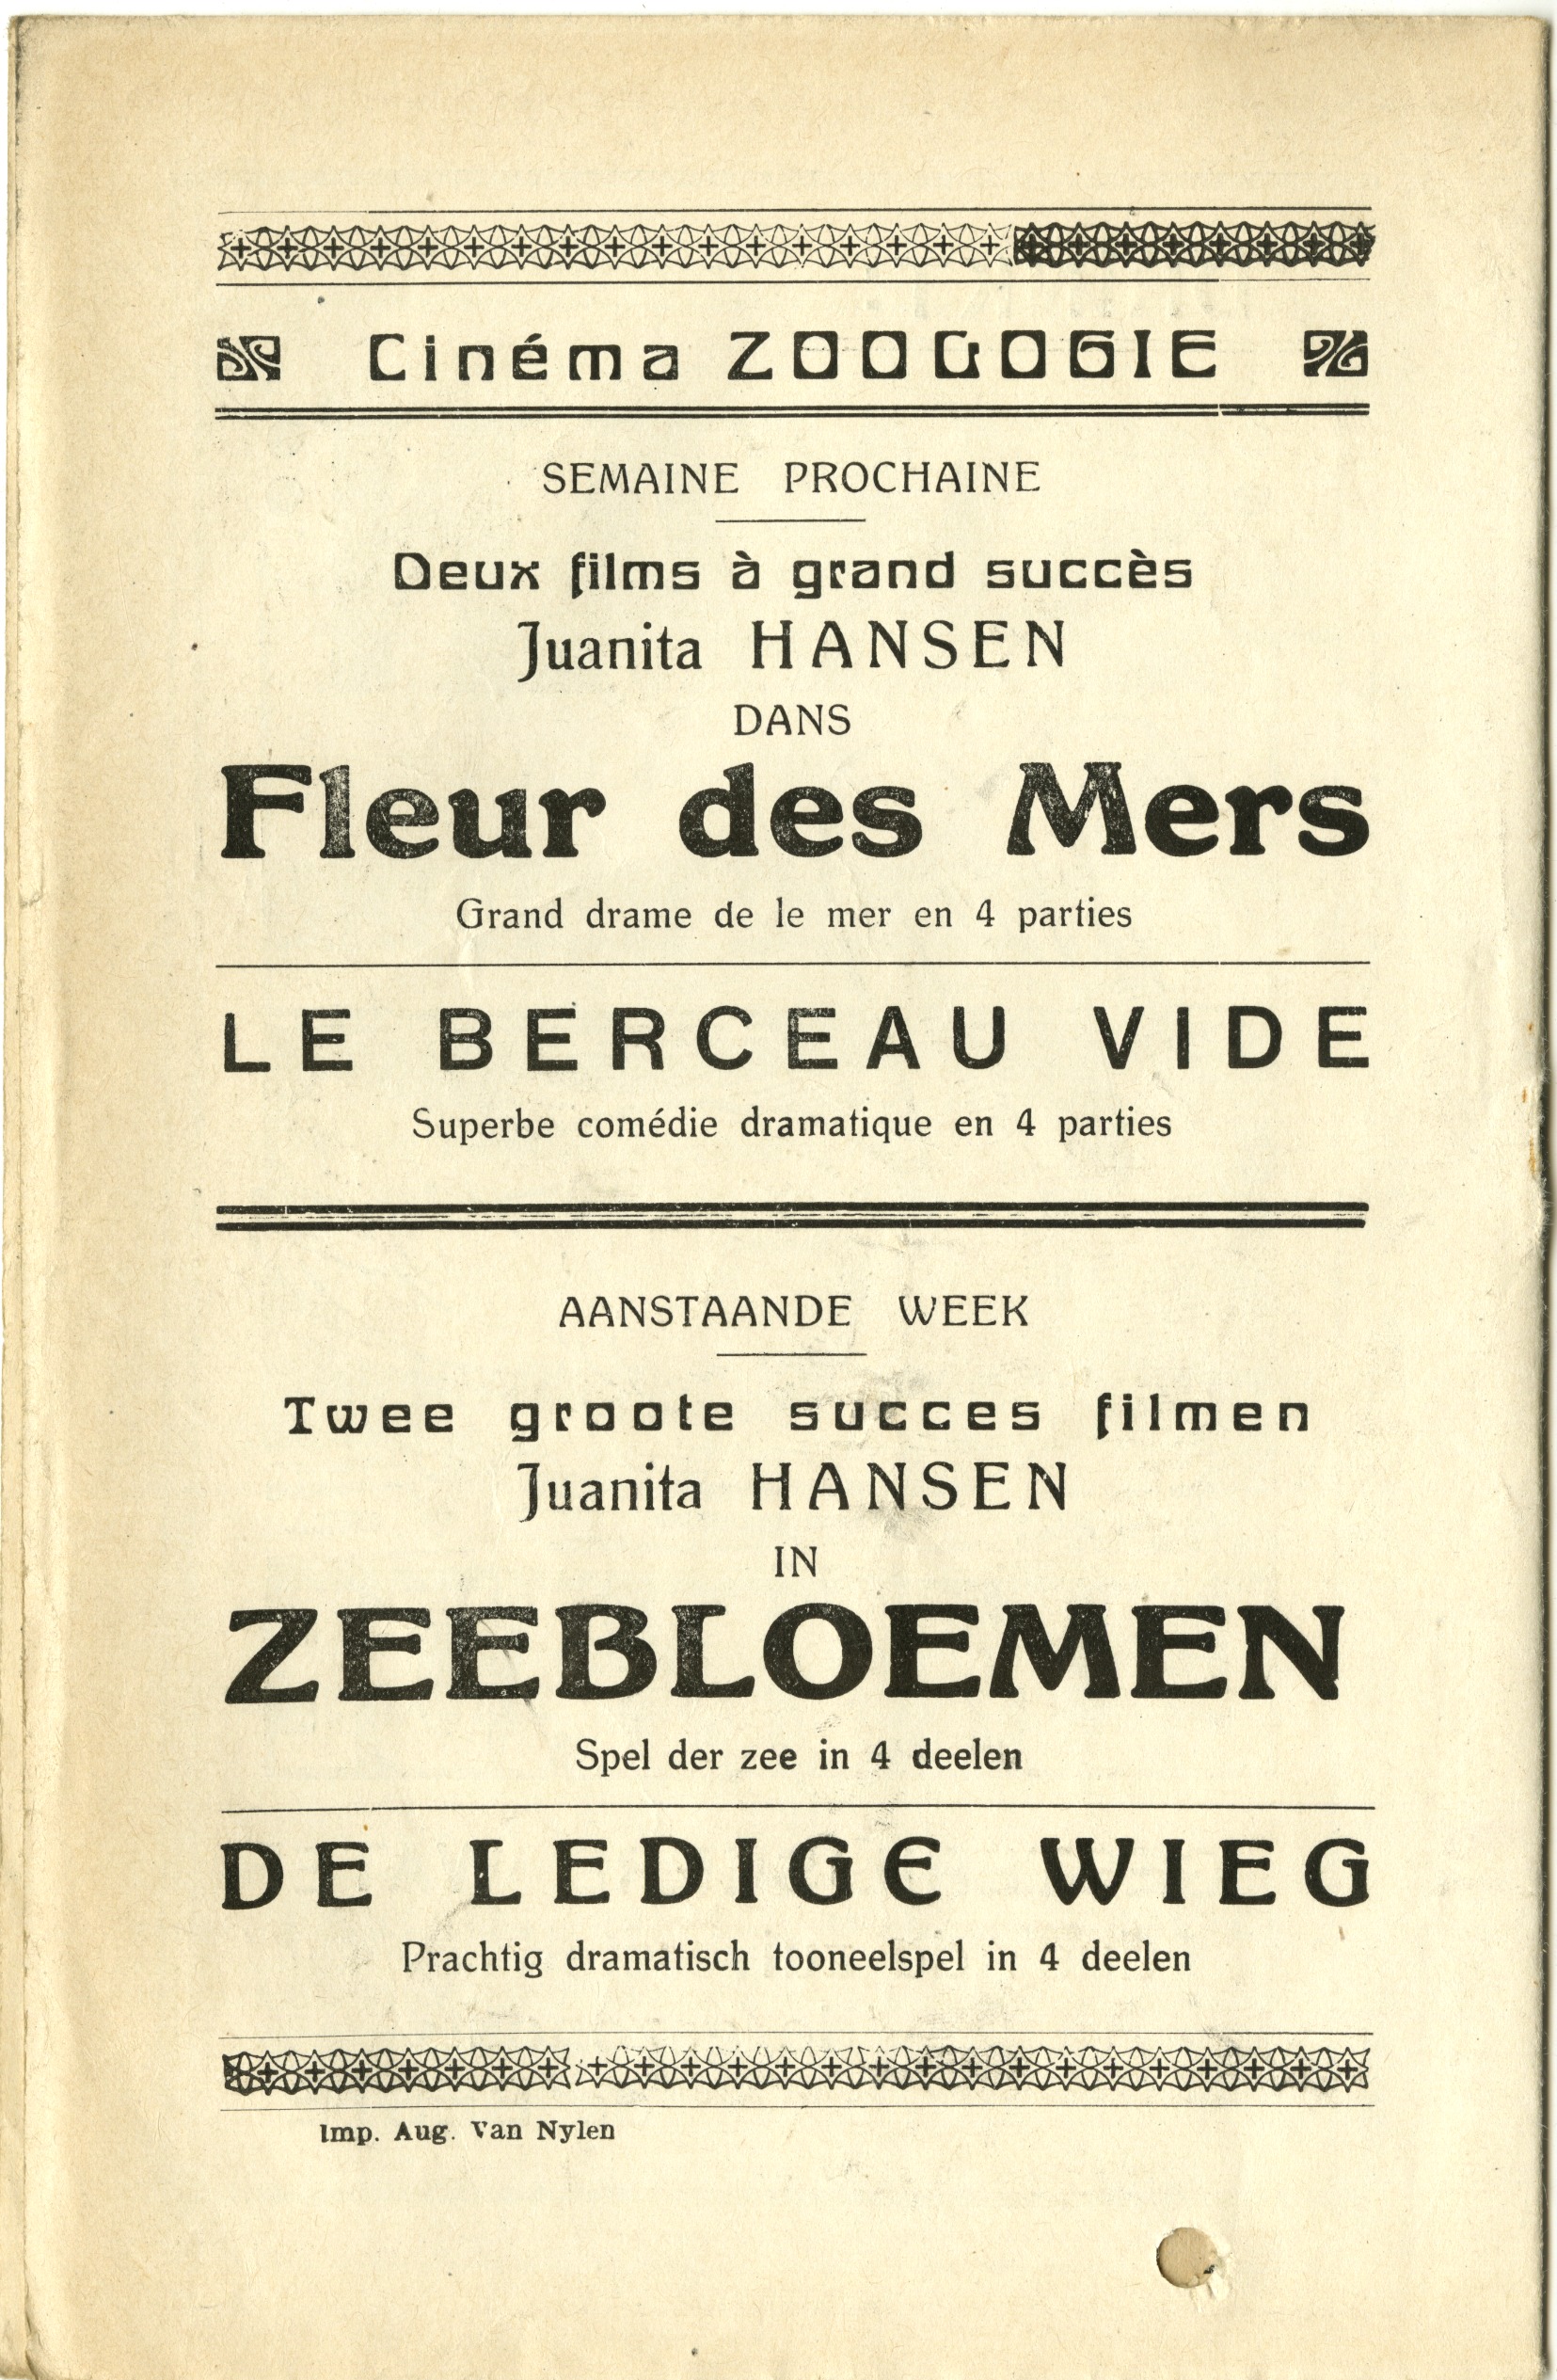 Cinéma ZOOLOGIE
SEMAINE PROCHAINE
Deux films à grand succès
Juanita HANSEN
DANS
Fleur des Mers
Grand drame de le mer en 4 parties
LE BERCEAU VIDE
Superbe comédie dramatique en 4 parties
AANSTAANDE WEEK
Twee groote succes filmen
Juanita HANSEN
IN
ZEEBLOEMEN
Spel der zee in 4 deelen
DE LEDIGE WIEG
Prachtig dramatisch tooneelspel in 4 deelen
Imp. Aug. Van Nylen